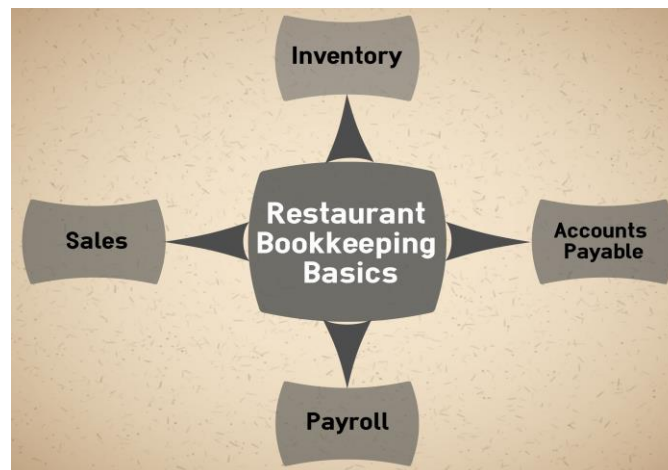 Inventory
Sales
Restaurant
Bookkeeping
Basics
Accounts
Payable
Payroll